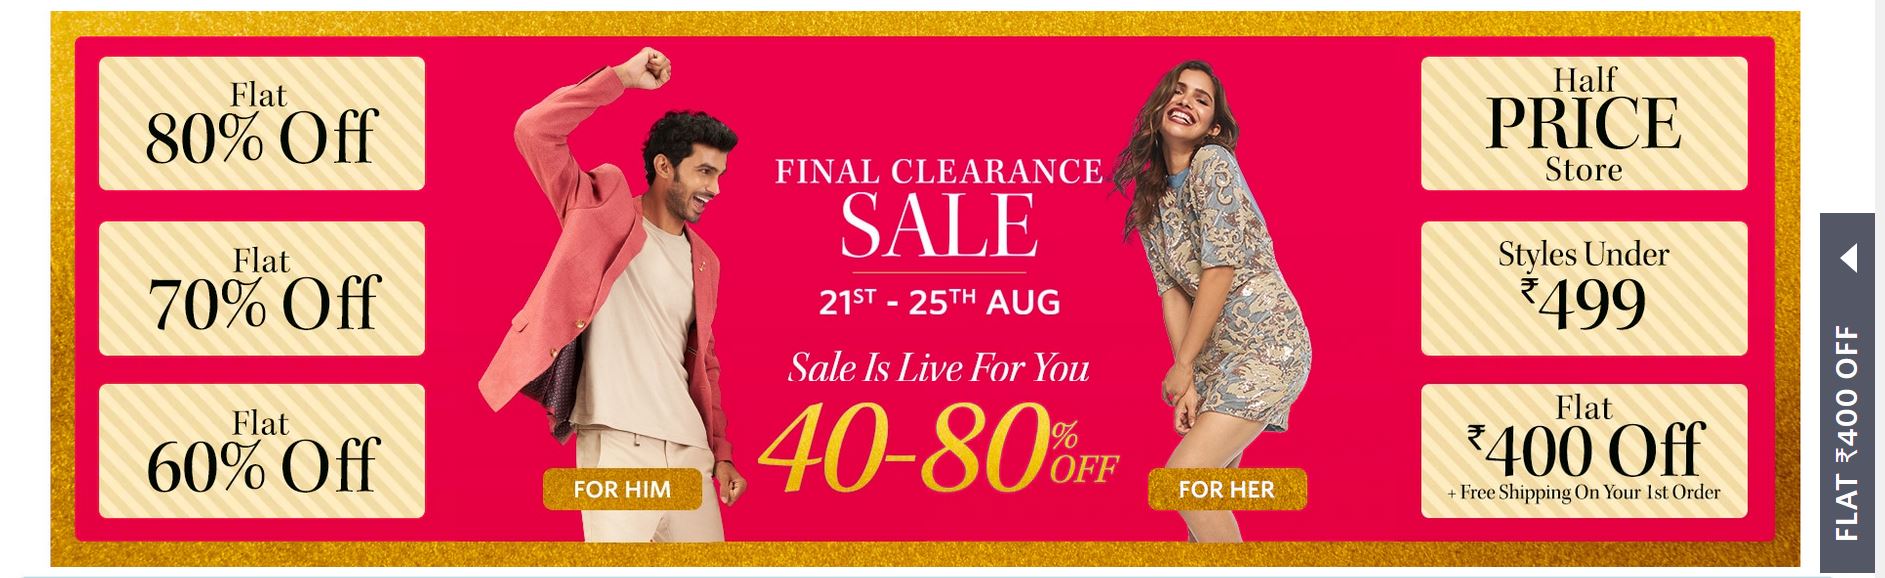 Flat
80% Off
Flat
70% Off
Flat
60% Off
FINAL CLEARANCE
SALE
21ST - 25TH AUG
Sale Is Live For You
40-80% OFF
FOR HIM
FOR HER
Half
PRICE
Store
Styles Under
₹499
Flat
₹400 Off
+ Free Shipping On Your 1st Order
FLAT ₹400 OFF